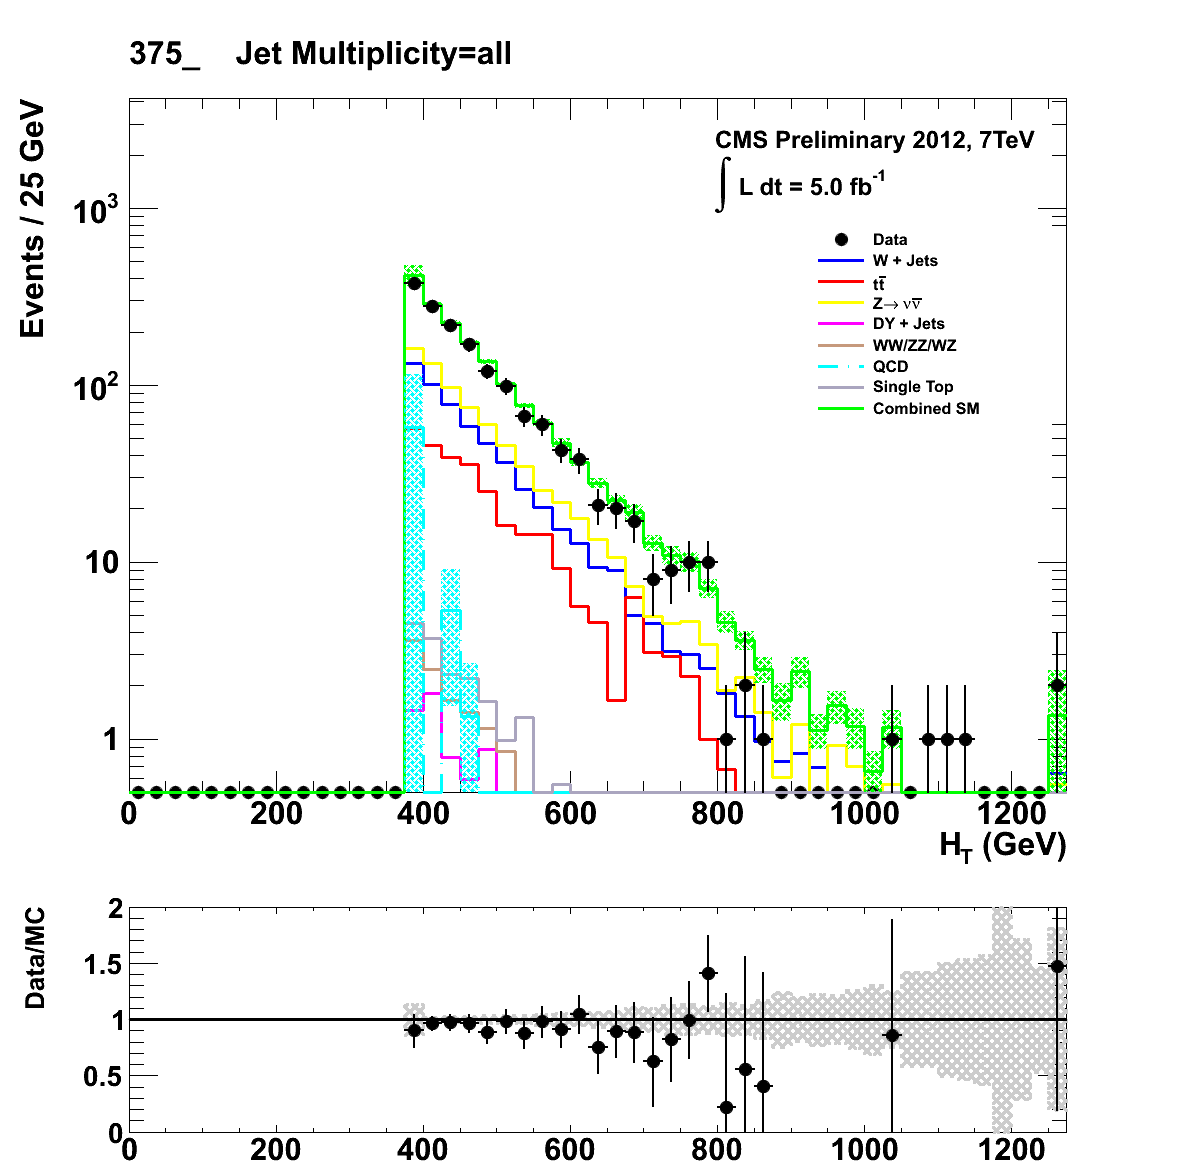 375_ Jet Multiplicity=all
Events / 25 GeV
CMS Preliminary 2012, 7TeV
∫ L dt = 5.0 fb⁻¹
Data
W + Jets
tt̅
Z→ νν̅
DY + Jets
WW/ZZ/WZ
QCD
Single Top
Combined SM
10³
10²
10
1
0 200 400 600 800 1000 1200
H_T (GeV)
Data/MC
2
1.5
1
0.5
0
0 200 400 600 800 1000 1200